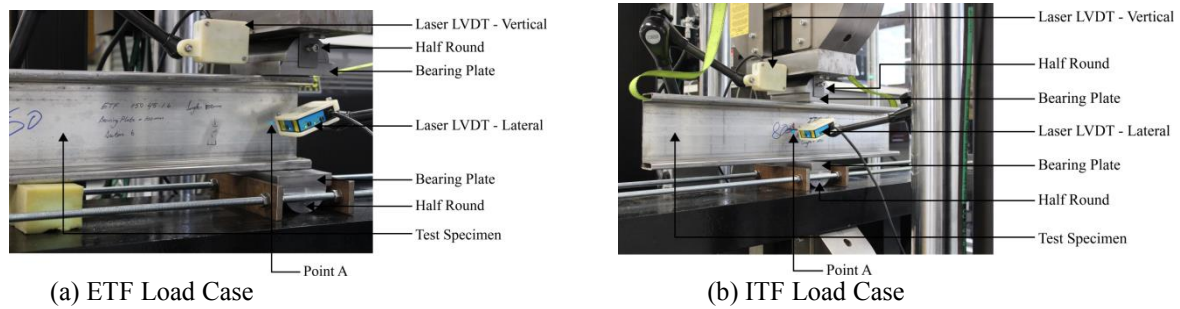 Laser LVDT - Vertical
Half Round
Bearing Plate
Laser LVDT - Lateral
Bearing Plate
Half Round
Test Specimen
Point A
(a) ETF Load Case
Laser LVDT - Vertical
Half Round
Bearing Plate
Laser LVDT - Lateral
Bearing Plate
Half Round
Test Specimen
Point A
(b) ITF Load Case
50
ETF